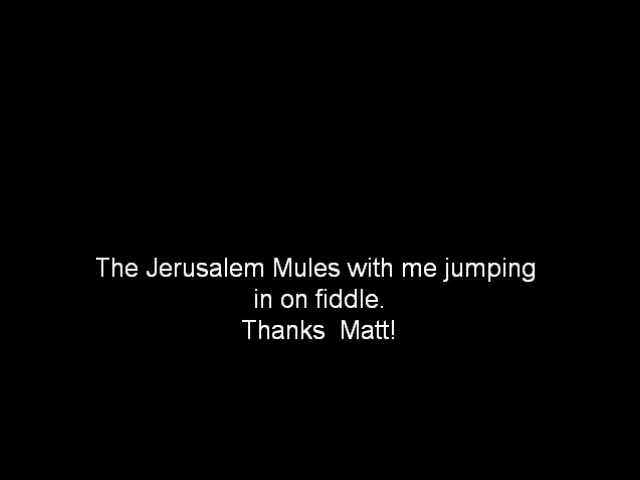 The Jerusalem Mules with me jumping
in on fiddle.
Thanks  Matt!